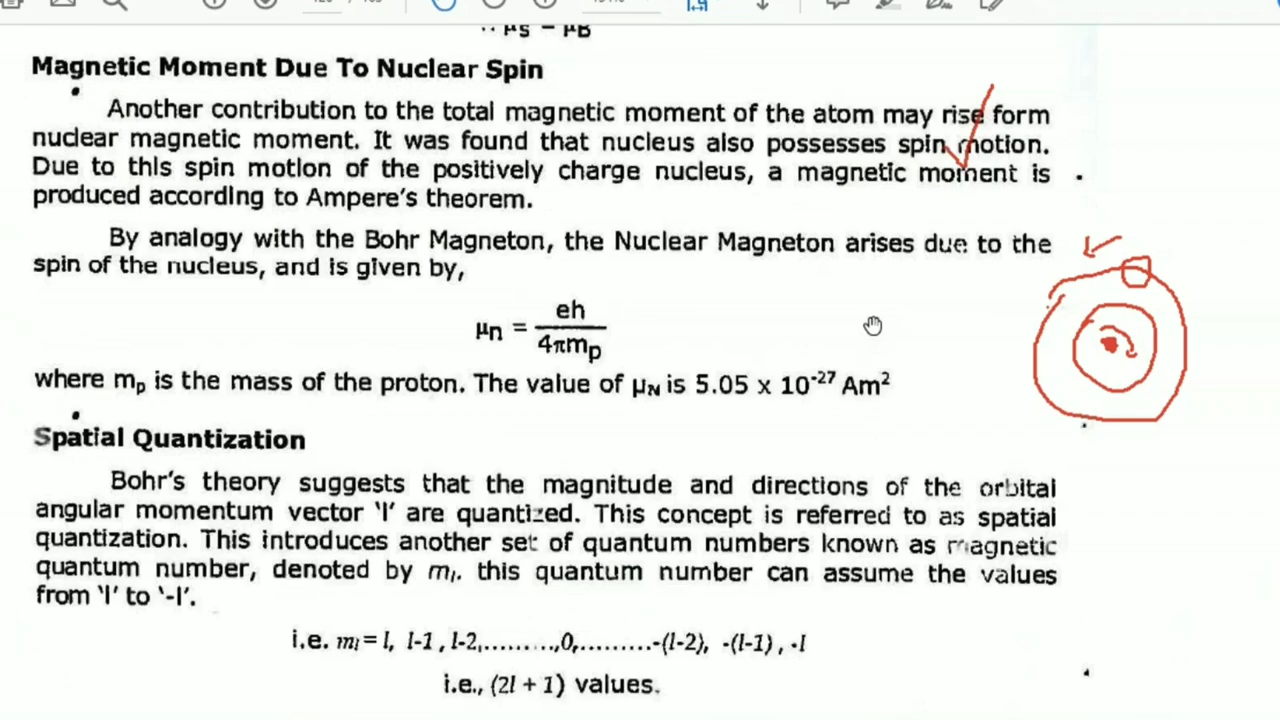 ∴ μS = μB
Magnetic Moment Due To Nuclear Spin
Another contribution to the total magnetic moment of the atom may rise form
nuclear magnetic moment. It was found that nucleus also possesses spin motion.
Due to this spin motion of the positively charge nucleus, a magnetic moment is
produced according to Ampere's theorem.
By analogy with the Bohr Magneton, the Nuclear Magneton arises due to the
spin of the nucleus, and is given by,
μn = eh / 4πmp
where mp is the mass of the proton. The value of μN is 5.05 x 10⁻²⁷ Am²
Spatial Quantization
Bohr's theory suggests that the magnitude and directions of the orbital
angular momentum vector 'l' are quantized. This concept is referred to as spatial
quantization. This introduces another set of quantum numbers known as magnetic
quantum number, denoted by ml. this quantum number can assume the values
from 'l' to '-l'.
i.e. ml = l, l-1 , l-2,..........,0,..........-(l-2), -(l-1) , -l
i.e., (2l + 1) values.